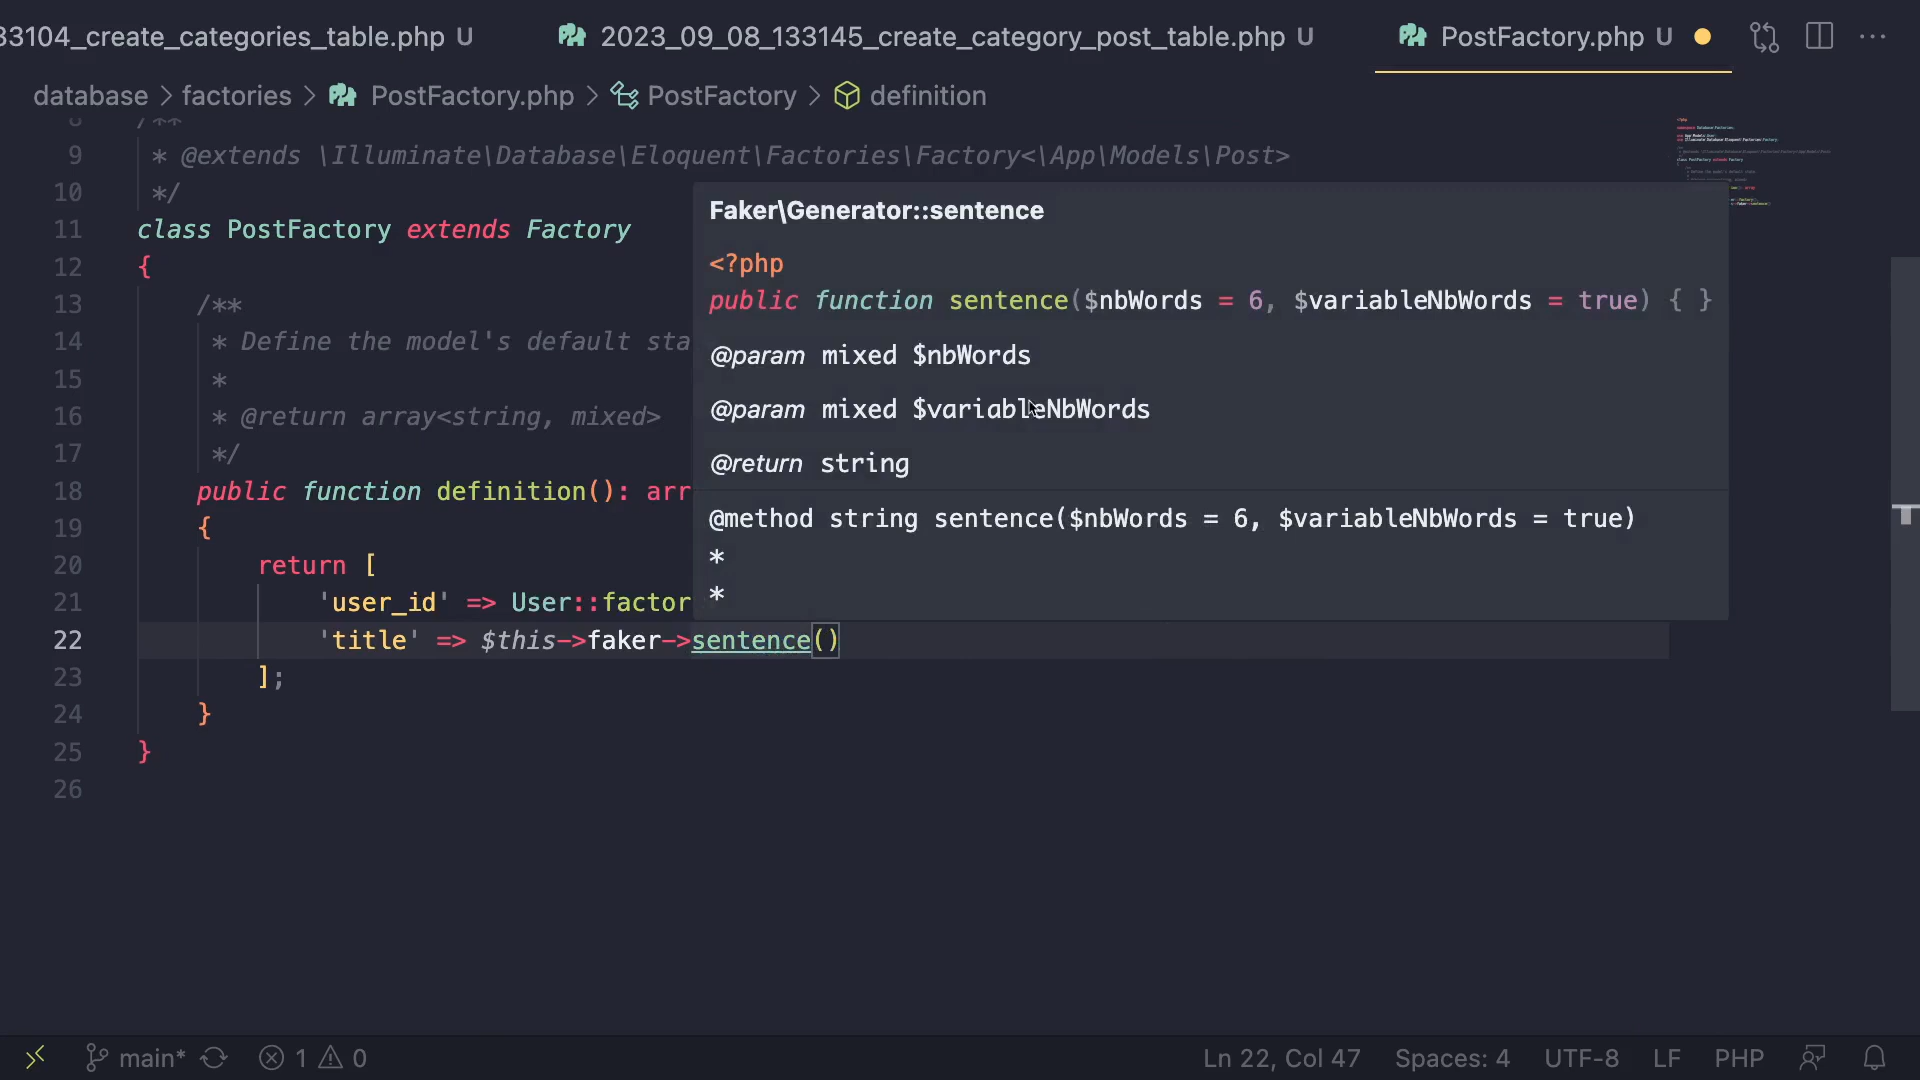 33104_create_categories_table.php U
2023_09_08_133145_create_category_post_table.php U
PostFactory.php U
database > factories > PostFactory.php > PostFactory > definition
8 /**
9 * @extends \Illuminate\Database\Eloquent\Factories\Factory<\App\Models\Post>
10 */
11 class PostFactory extends Factory
12 {
13 /**
14 * Define the model's default sta
15 *
16 * @return array<string, mixed>
17 */
18 public function definition(): arr
19 {
20 return [
21 'user_id' => User::factor
22 'title' => $this->faker->sentence()
23 ];
24 }
25 }
26
Faker\Generator::sentence
<?php
public function sentence($nbWords = 6, $variableNbWords = true) { }
@param mixed $nbWords
@param mixed $variableNbWords
@return string
@method string sentence($nbWords = 6, $variableNbWords = true)
*
*
main* 1 0 Ln 22, Col 47 Spaces: 4 UTF-8 LF PHP